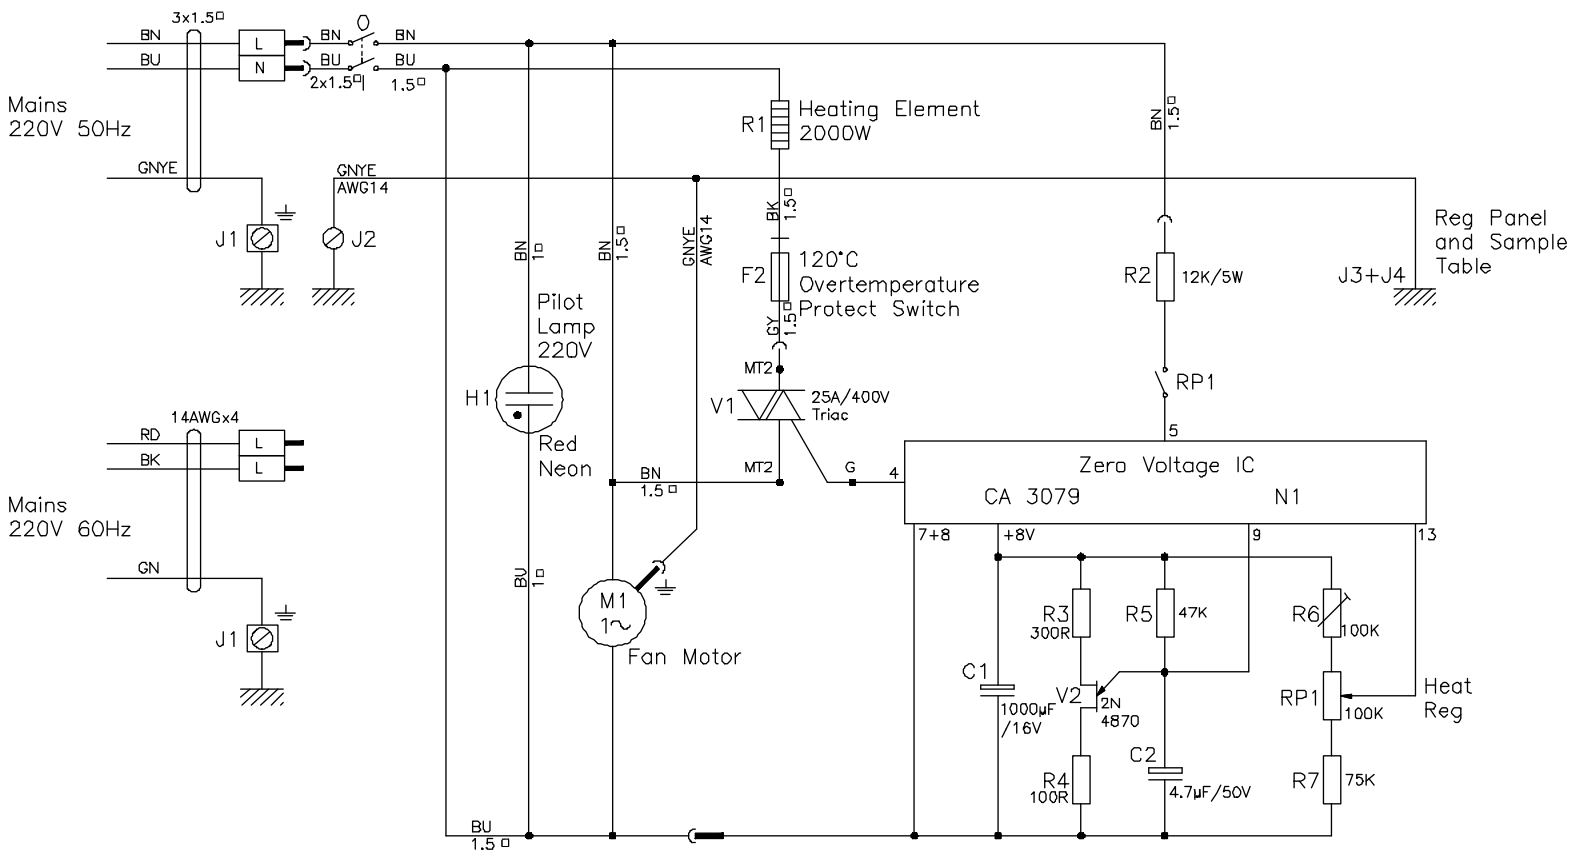 3x1.5□
BN
BU
L
N
BN
BU
2x1.5□
O
I
BN
BU
1.5□
Mains
220V 50Hz
GNYE
J1
GNYE
AWG14
J2
R1
Heating Element
2000W
BN
1.5□
BK
1.5□
F2
120°C
Overtemperature
Protect Switch
GY
1.5□
MT2
V1
25A/400V
Triac
MT2
G
4
BN
1□
BN
1.5□
GNYE
AWG14
Pilot
Lamp
220V
H1
Red
Neon
BU
1□
BN
1.5□
R2
12K/5W
RP1
5
Reg Panel
and Sample
Table
J3+J4
14AWGx4
RD
BK
L
L
Mains
220V 60Hz
GN
J1
M1
1~
Fan Motor
Zero Voltage IC
CA 3079
N1
7+8
+8V
9
13
R3
300R
R5
47K
R6
100K
C1
1000µF
/16V
V2
2N
4870
RP1
100K
Heat
Reg
R4
100R
C2
4.7µF/50V
R7
75K
BU
1.5□